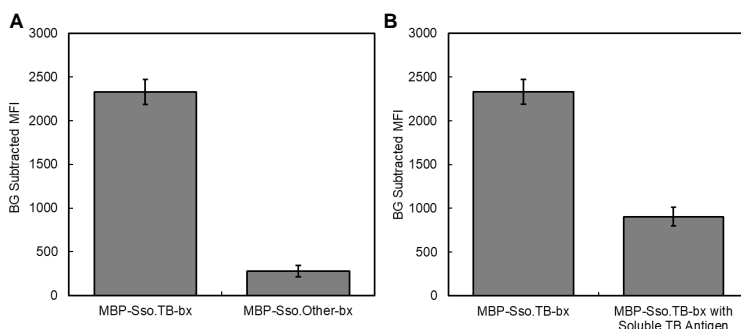 A
3000
2500
2000
1500
1000
500
0
BG Subtracted MFI
MBP-Sso.TB-bx
MBP-Sso.Other-bx
B
3000
2500
2000
1500
1000
500
0
BG Subtracted MFI
MBP-Sso.TB-bx
MBP-Sso.TB-bx with
Soluble TB Antigen